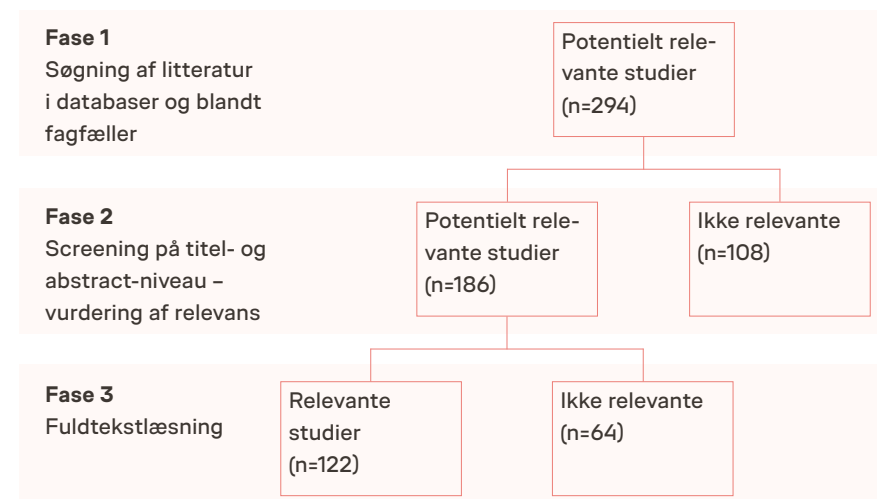 Fase 1
Søgning af litteratur
i databaser og blandt
fagfæller
Potentielt rele-
vante studier
(n=294)
Fase 2
Screening på titel- og
abstract-niveau –
vurdering af relevans
Potentielt rele-
vante studier
(n=186)
Ikke relevante
(n=108)
Fase 3
Fuldtekstlæsning
Relevante
studier
(n=122)
Ikke relevante
(n=64)